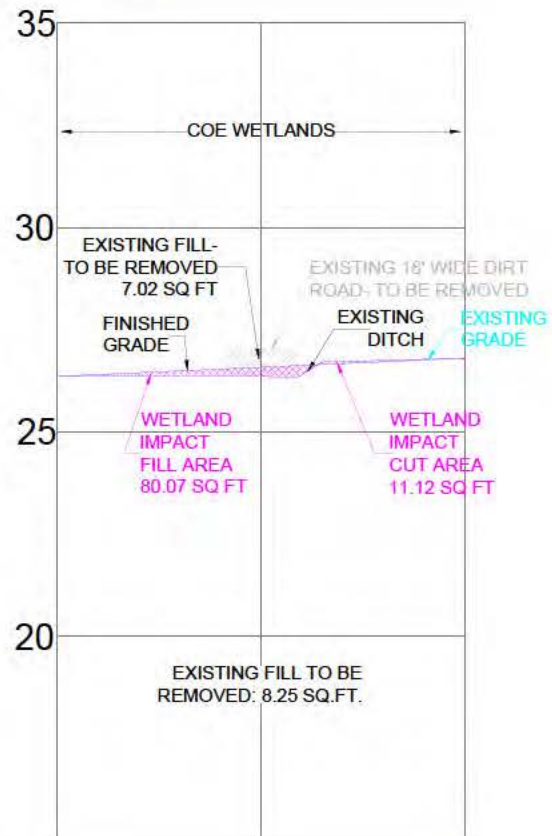 35
COE WETLANDS
30
EXISTING FILL-
TO BE REMOVED
7.02 SQ FT
EXISTING 16' WIDE DIRT
ROAD- TO BE REMOVED
FINISHED
GRADE
EXISTING
DITCH
EXISTING
GRADE
25
WETLAND
IMPACT
FILL AREA
80.07 SQ FT
WETLAND
IMPACT
CUT AREA
11.12 SQ FT
20
EXISTING FILL TO BE
REMOVED: 8.25 SQ.FT.